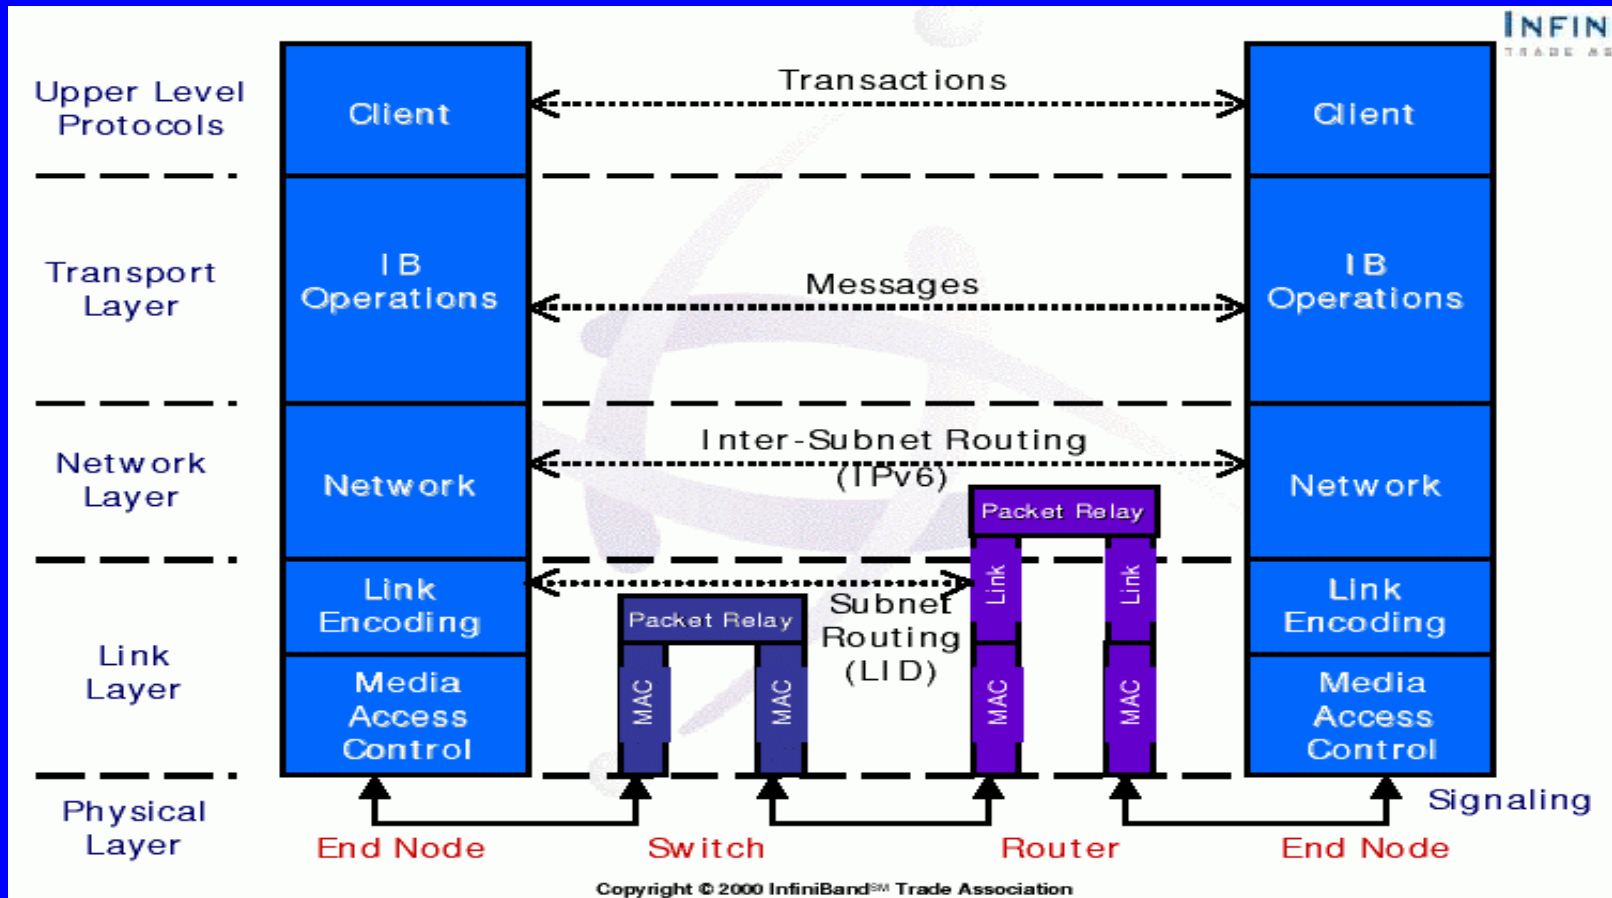 INFIN
TRADE AS
Upper Level
Protocols
Client
Transactions
Client
Transport
Layer
IB
Operations
Messages
IB
Operations
Network
Layer
Network
Inter-Subnet Routing
(IPv6)
Network
Packet Relay
Link
Link
MAC
MAC
Link
Layer
Link
Encoding
Media
Access
Control
Packet Relay
MAC
MAC
Subnet
Routing
(LID)
Link
Encoding
Media
Access
Control
Physical
Layer
Signaling
End Node
Switch
Router
End Node
Copyright © 2000 InfiniBand℠ Trade Association